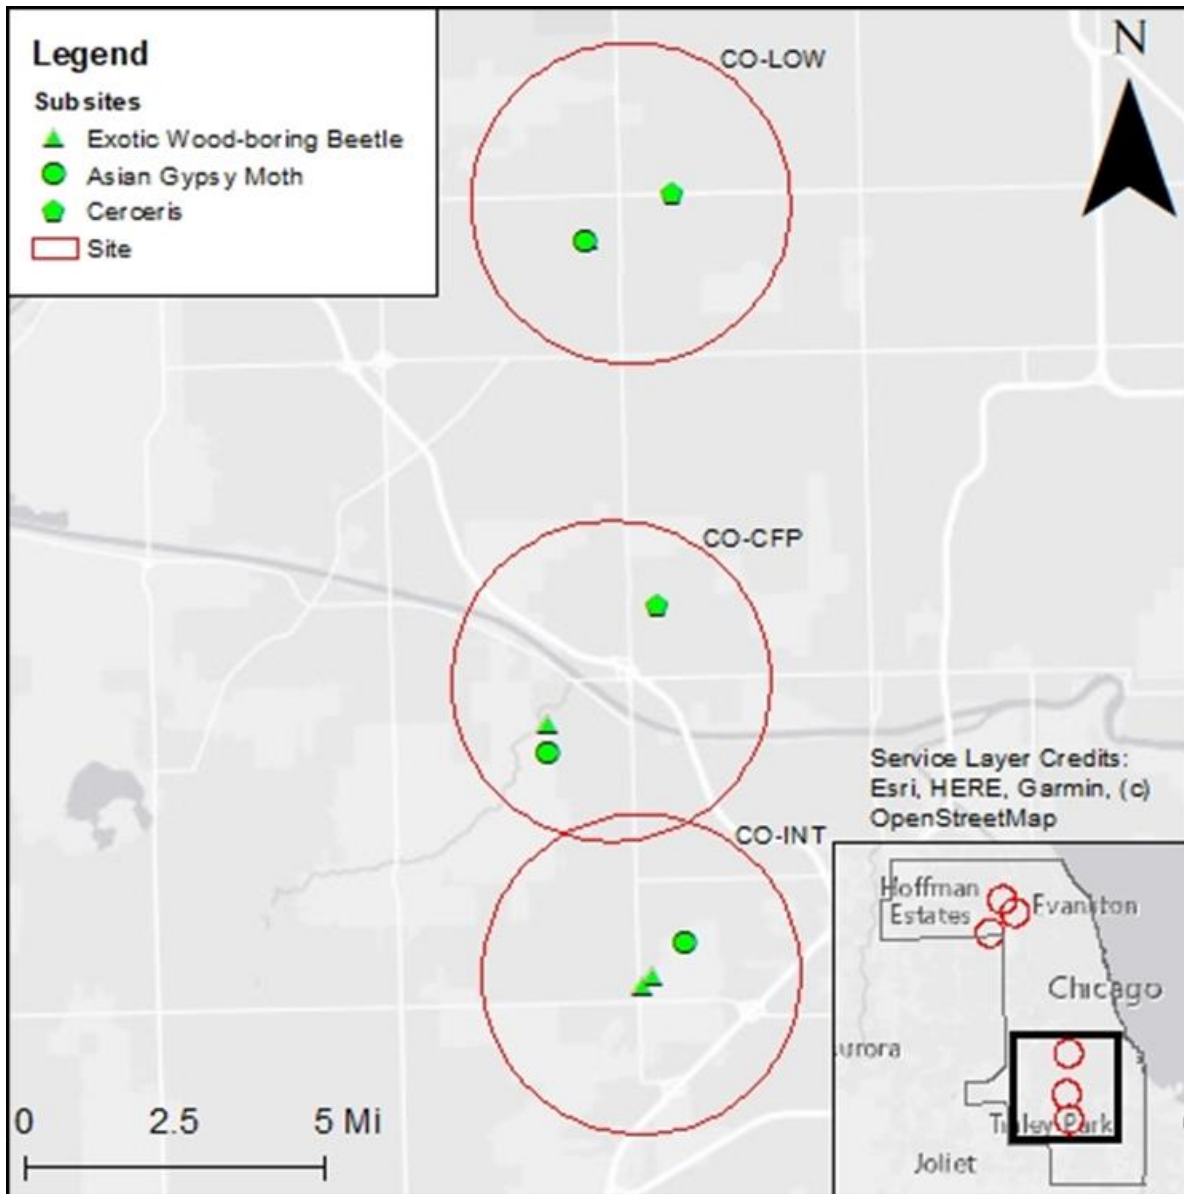 Legend
Subsites
Exotic Wood-boring Beetle
Asian Gypsy Moth
Cerceris
Site
N
CO-LOW
CO-CFP
CO-INT
Service Layer Credits:
Esri, HERE, Garmin, (c)
OpenStreetMap
Hoffman
Estates
Evanston
Chicago
urora
Tinley Park
Joliet
0 2.5 5 Mi